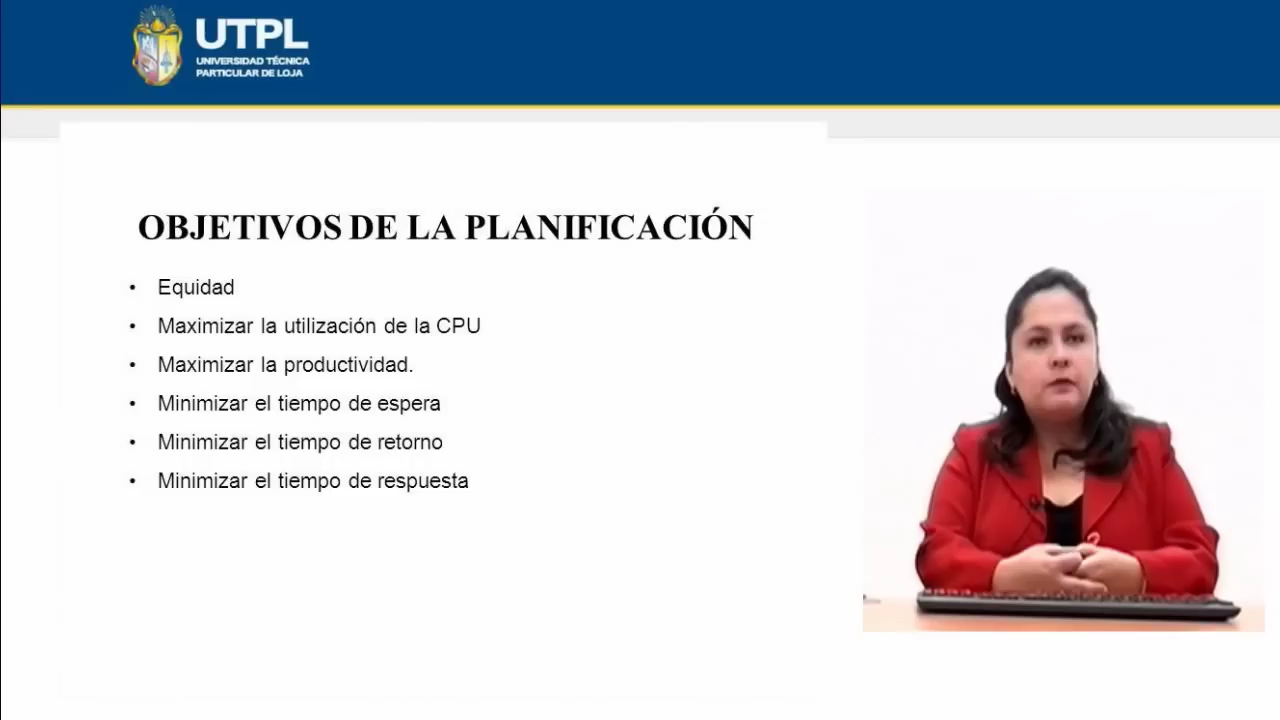 UTPL
UNIVERSIDAD TÉCNICA
PARTICULAR DE LOJA
OBJETIVOS DE LA PLANIFICACIÓN
• Equidad
• Maximizar la utilización de la CPU
• Maximizar la productividad.
• Minimizar el tiempo de espera
• Minimizar el tiempo de retorno
• Minimizar el tiempo de respuesta